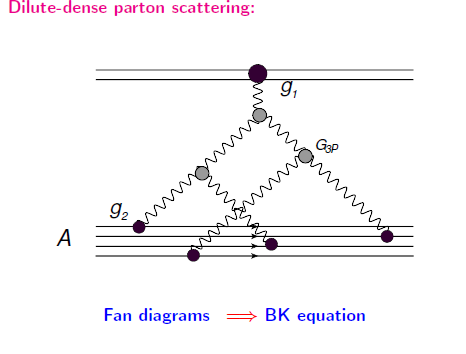 Dilute-dense parton scattering:
g1
G3P
g2
A
Fan diagrams ⟹ BK equation